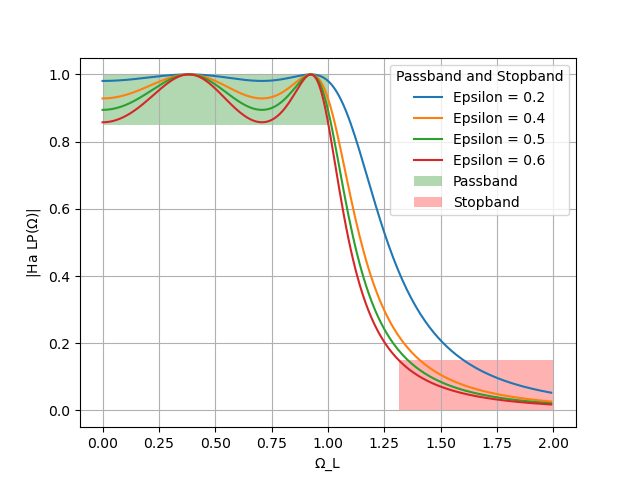 Passband and Stopband
Epsilon = 0.2
Epsilon = 0.4
Epsilon = 0.5
Epsilon = 0.6
Passband
Stopband
|Ha LP(Ω)|
1.0
0.8
0.6
0.4
0.2
0.0
0.00 0.25 0.50 0.75 1.00 1.25 1.50 1.75 2.00
Ω_L